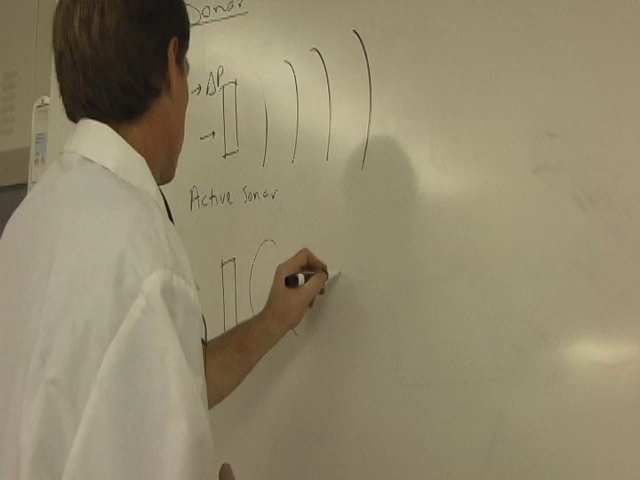 Sonar
→ ΔP
→
Active Sonar